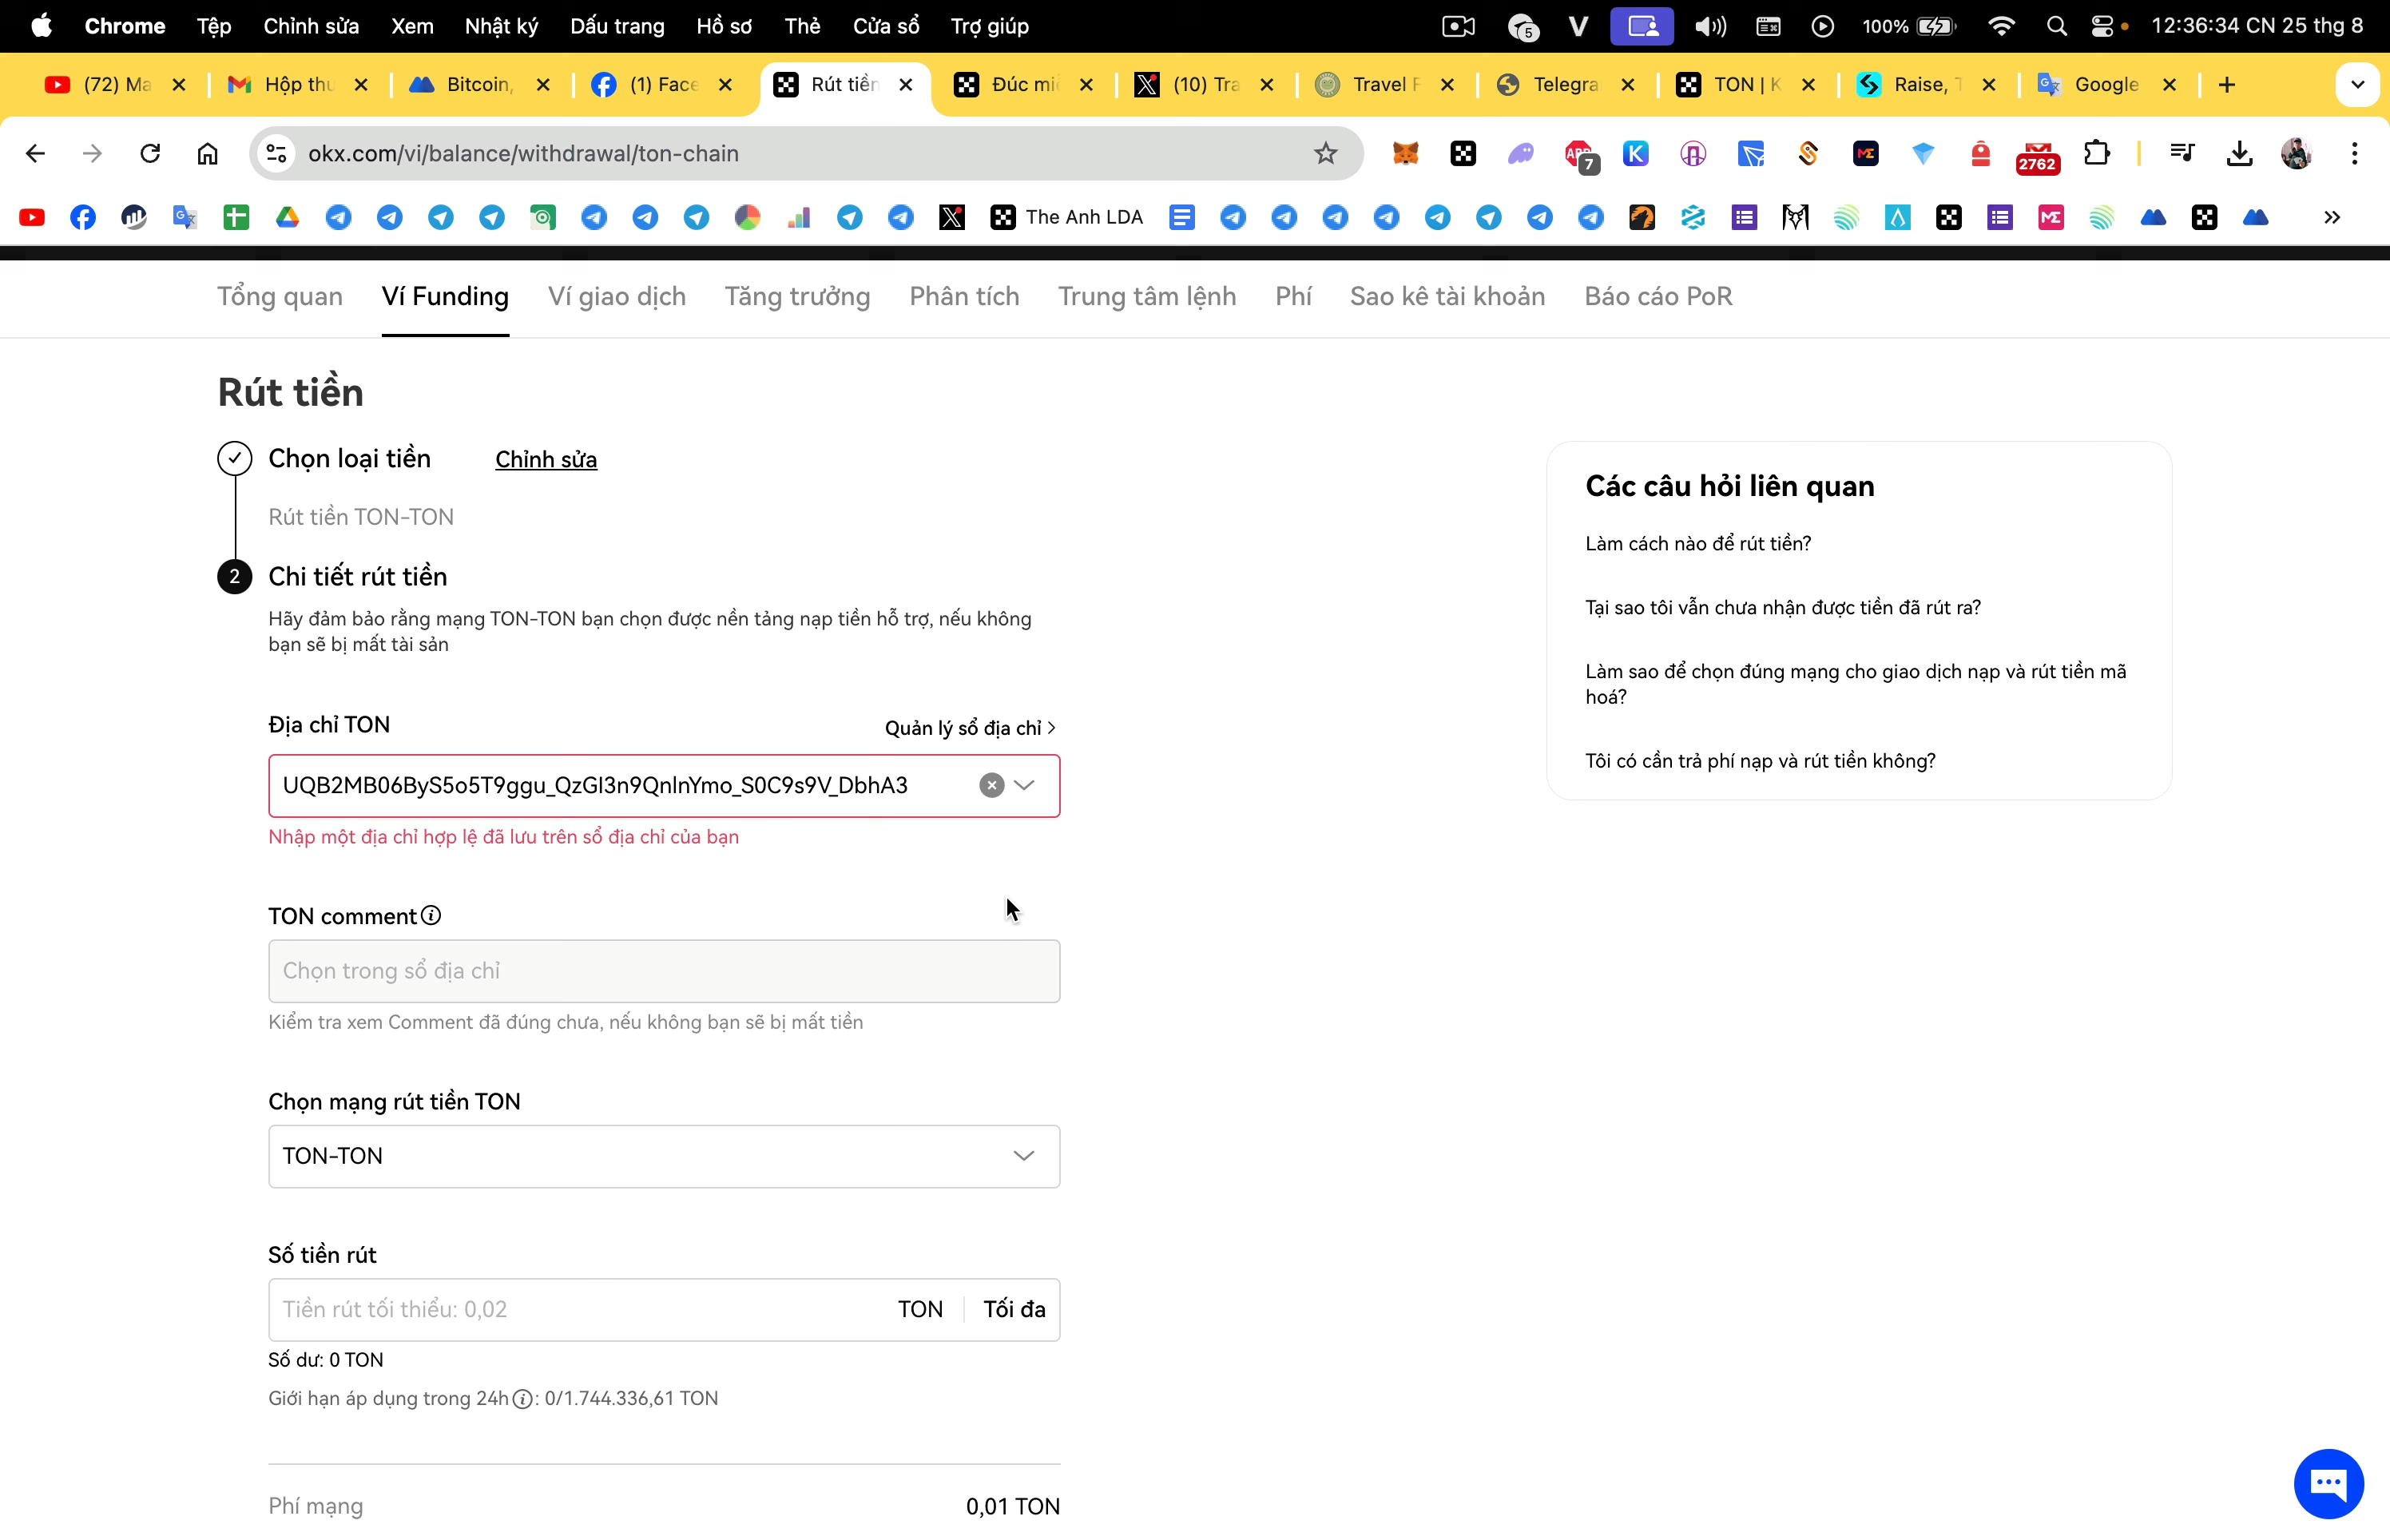 Chrome Tệp Chỉnh sửa Xem Nhật ký Dấu trang Hồ sơ Thẻ Cửa sổ Trợ giúp 5 V 100% 12:36:34 CN 25 thg 8
(72) Ma Hộp thư Bitcoin, (1) Face Rút tiền Đúc mi (10) Tra Travel F Telegra TON | K Raise, T Google
okx.com/vi/balance/withdrawal/ton-chain ABP 7 K ME 2762
The Anh LDA
Tổng quan Ví Funding Ví giao dịch Tăng trưởng Phân tích Trung tâm lệnh Phí Sao kê tài khoản Báo cáo PoR
Rút tiền
Chọn loại tiền Chỉnh sửa
Rút tiền TON-TON
2 Chi tiết rút tiền
Hãy đảm bảo rằng mạng TON-TON bạn chọn được nền tảng nạp tiền hỗ trợ, nếu không
bạn sẽ bị mất tài sản
Địa chỉ TON Quản lý sổ địa chỉ >
UQB2MB06ByS5o5T9ggu_QzGl3n9QnlnYmo_S0C9s9V_DbhA3
Nhập một địa chỉ hợp lệ đã lưu trên sổ địa chỉ của bạn
TON comment
Chọn trong sổ địa chỉ
Kiểm tra xem Comment đã đúng chưa, nếu không bạn sẽ bị mất tiền
Chọn mạng rút tiền TON
TON-TON
Số tiền rút
Tiền rút tối thiểu: 0,02 TON Tối đa
Số dư: 0 TON
Giới hạn áp dụng trong 24h : 0/1.744.336,61 TON
Phí mạng 0,01 TON
Các câu hỏi liên quan
Làm cách nào để rút tiền?
Tại sao tôi vẫn chưa nhận được tiền đã rút ra?
Làm sao để chọn đúng mạng cho giao dịch nạp và rút tiền mã
hoá?
Tôi có cần trả phí nạp và rút tiền không?